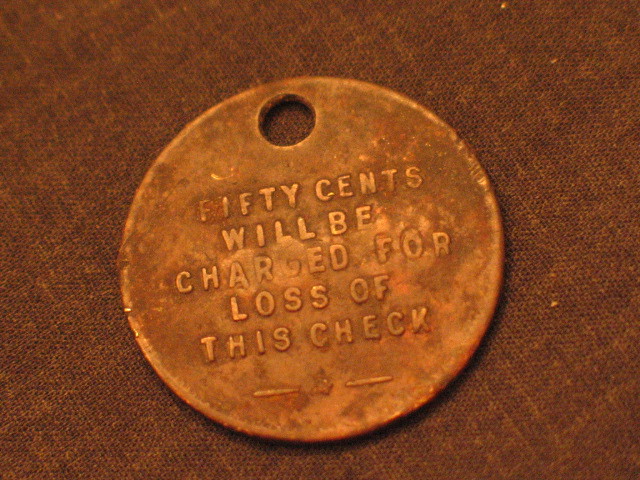 FIFTY CENTS
WILL BE
CHARGED FOR
LOSS OF
THIS CHECK